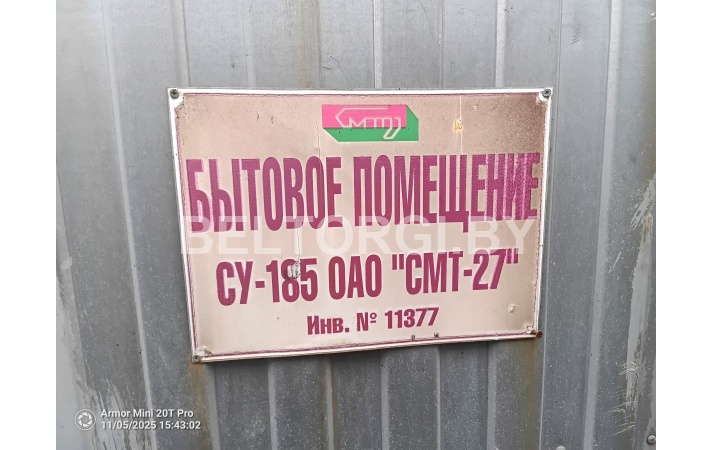 БЫТОВОЕ ПОМЕЩЕНИЕ
BELTORGI.BY
СУ-185 ОАО "СМТ-27"
Инв. № 11377
Armor Mini 20T Pro
11/05/2025 15:43:02